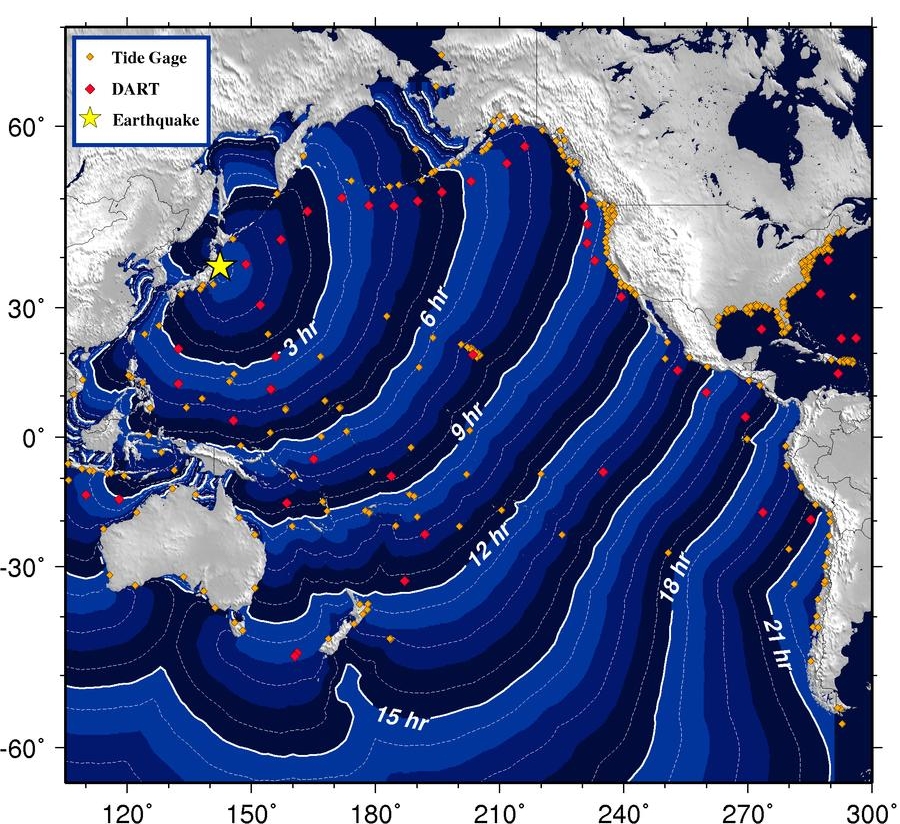 Tide Gage
DART
Earthquake
60°
30°
0°
-30°
-60°
3 hr
6 hr
9 hr
12 hr
15 hr
18 hr
21 hr
120° 150° 180° 210° 240° 270° 300°